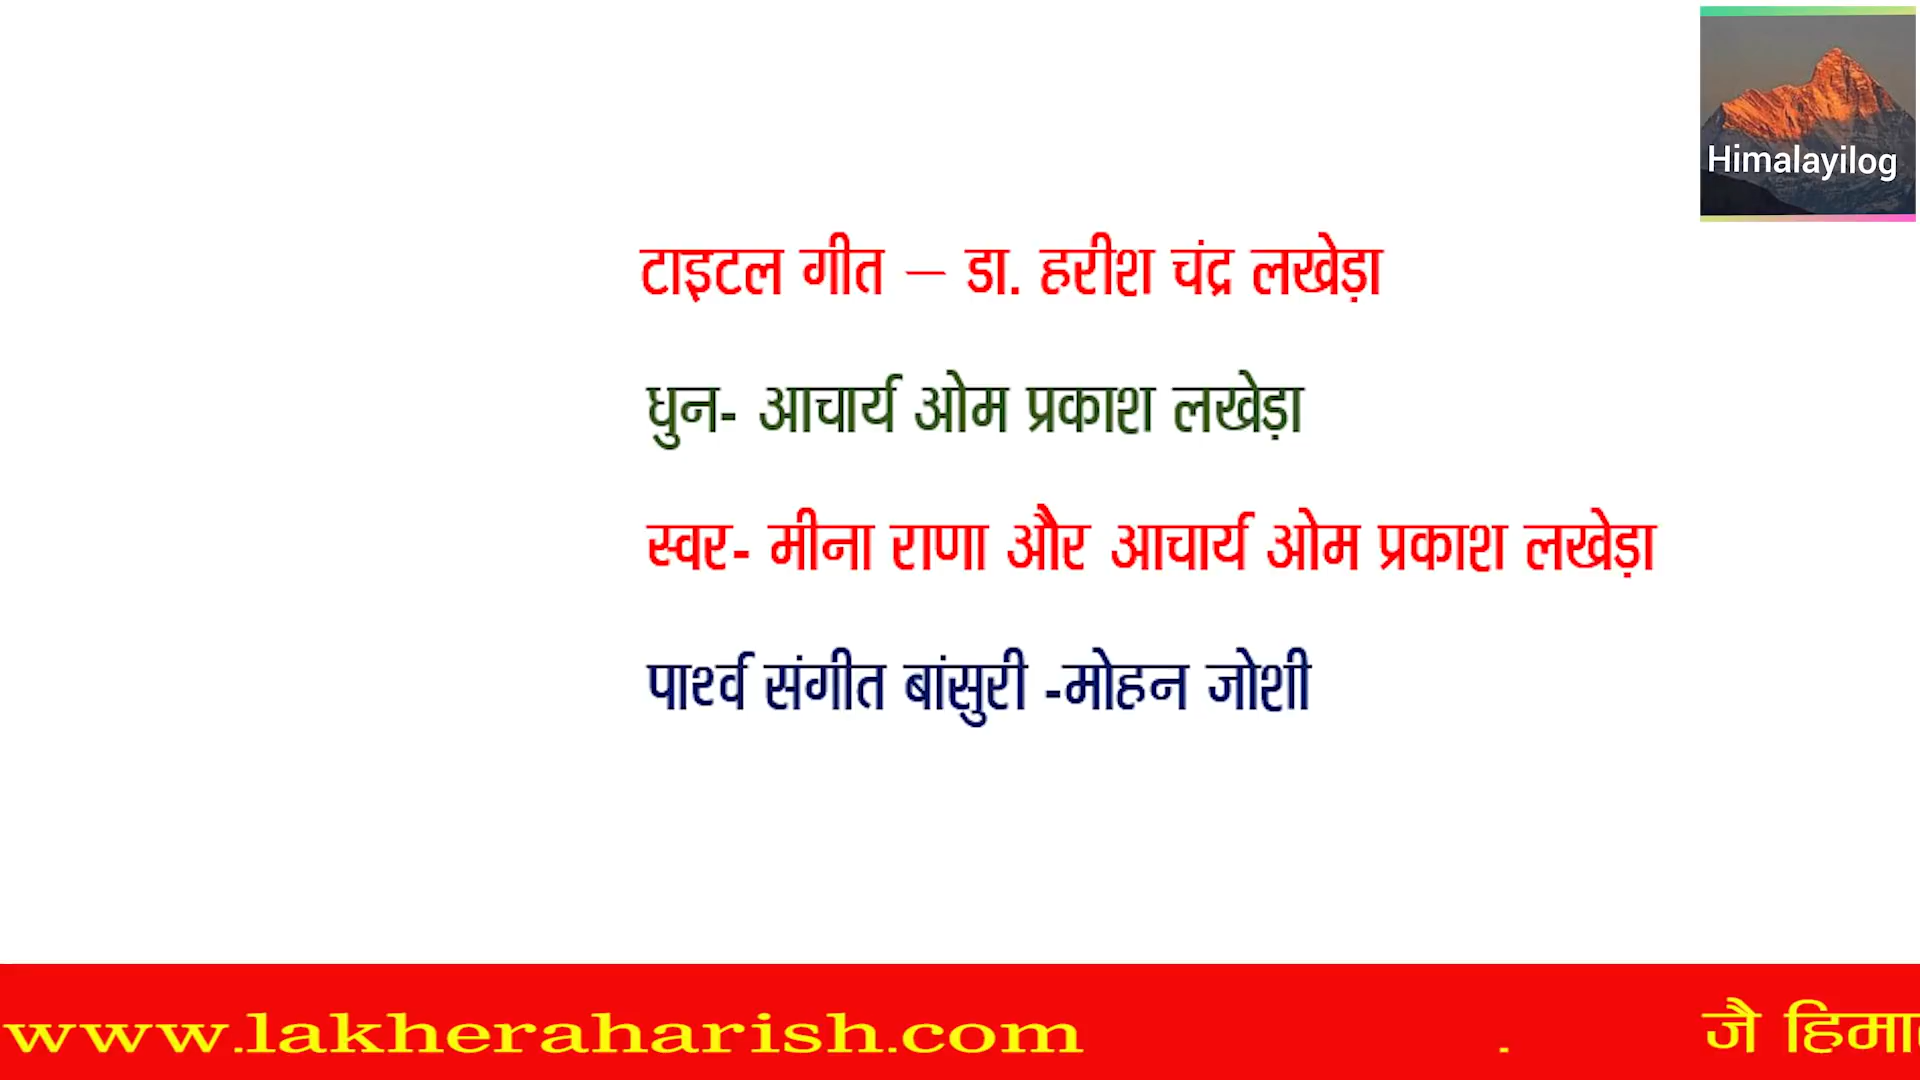 Himalayilog
टाइटल गीत – डा. हरीश चंद्र लखेड़ा
धुन- आचार्य ओम प्रकाश लखेड़ा
स्वर- मीना राणा और आचार्य ओम प्रकाश लखेड़ा
पार्श्व संगीत बांसुरी -मोहन जोशी
www.lakheraharish.com . जै